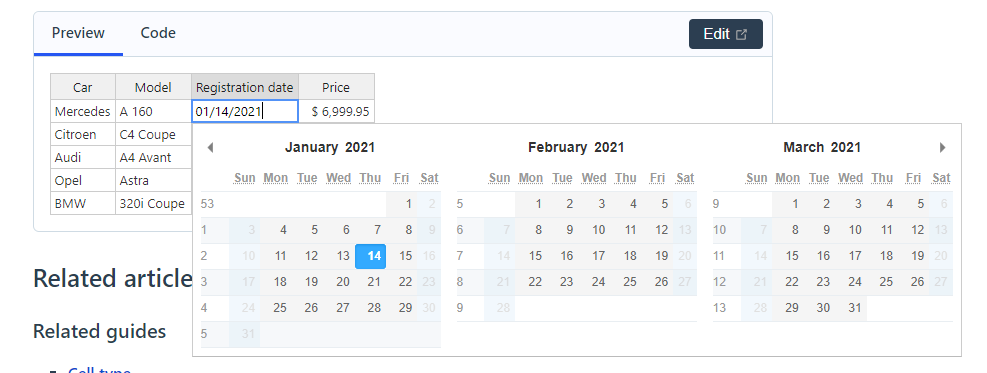 Preview Code Edit
Car Model Registration date Price
Mercedes A 160 01/14/2021 $ 6,999.95
Citroen C4 Coupe
Audi A4 Avant
Opel Astra
BMW 320i Coupe
January 2021
Sun Mon Tue Wed Thu Fri Sat
53 1 2
1 3 4 5 6 7 8 9
2 10 11 12 13 14 15 16
3 17 18 19 20 21 22 23
4 24 25 26 27 28 29 30
5 31
February 2021
Sun Mon Tue Wed Thu Fri Sat
5 1 2 3 4 5 6
6 7 8 9 10 11 12 13
7 14 15 16 17 18 19 20
8 21 22 23 24 25 26 27
9 28
March 2021
Sun Mon Tue Wed Thu Fri Sat
9 1 2 3 4 5 6
10 7 8 9 10 11 12 13
11 14 15 16 17 18 19 20
12 21 22 23 24 25 26 27
13 28 29 30 31
Related article
Related guides
Cell type